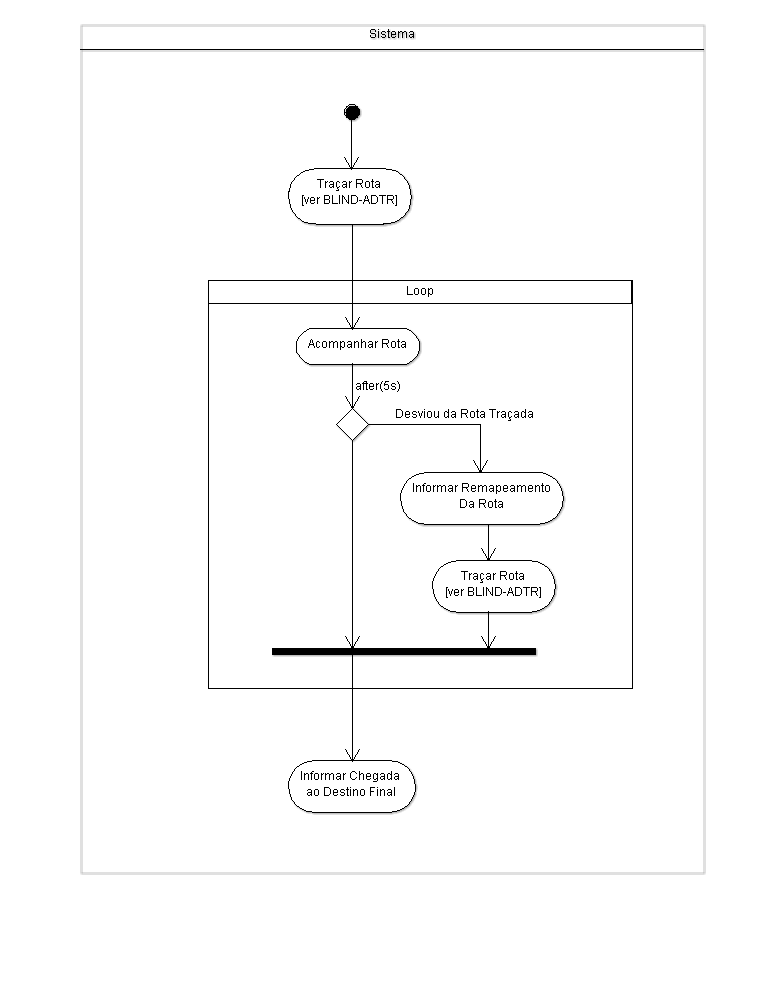 Sistema
Traçar Rota
[ver BLIND-ADTR]
Loop
Acompanhar Rota
after(5s)
Desviou da Rota Traçada
Informar Remapeamento
Da Rota
Traçar Rota
[ver BLIND-ADTR]
Informar Chegada
ao Destino Final